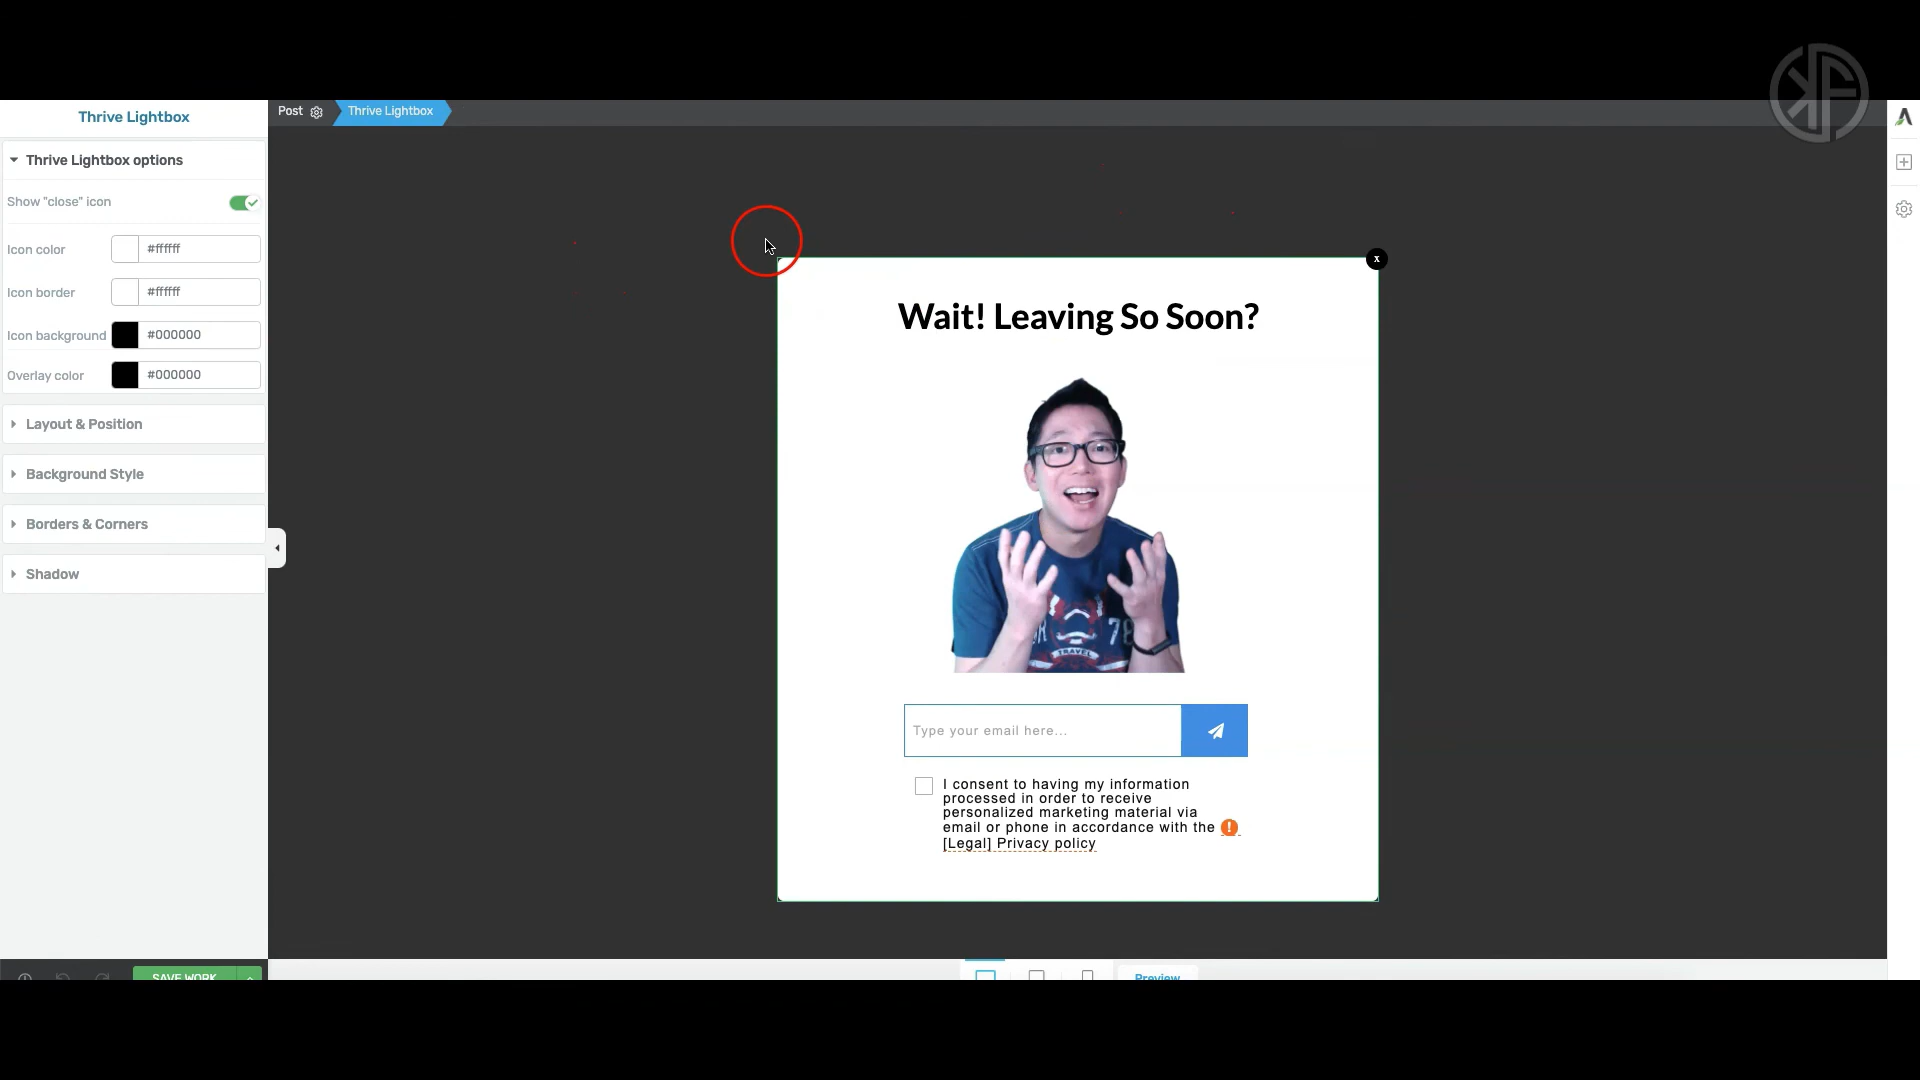 Thrive Lightbox
Post
Thrive Lightbox
Thrive Lightbox options
Show "close" icon
Icon color
#ffffff
Icon border
#ffffff
Icon background
#000000
Overlay color
#000000
Layout & Position
Background Style
Borders & Corners
Shadow
SAVE WORK
x
Wait! Leaving So Soon?
78
TRAVEL
Type your email here...
I consent to having my information
processed in order to receive
personalized marketing material via
email or phone in accordance with the
[Legal] Privacy policy
Preview
KF